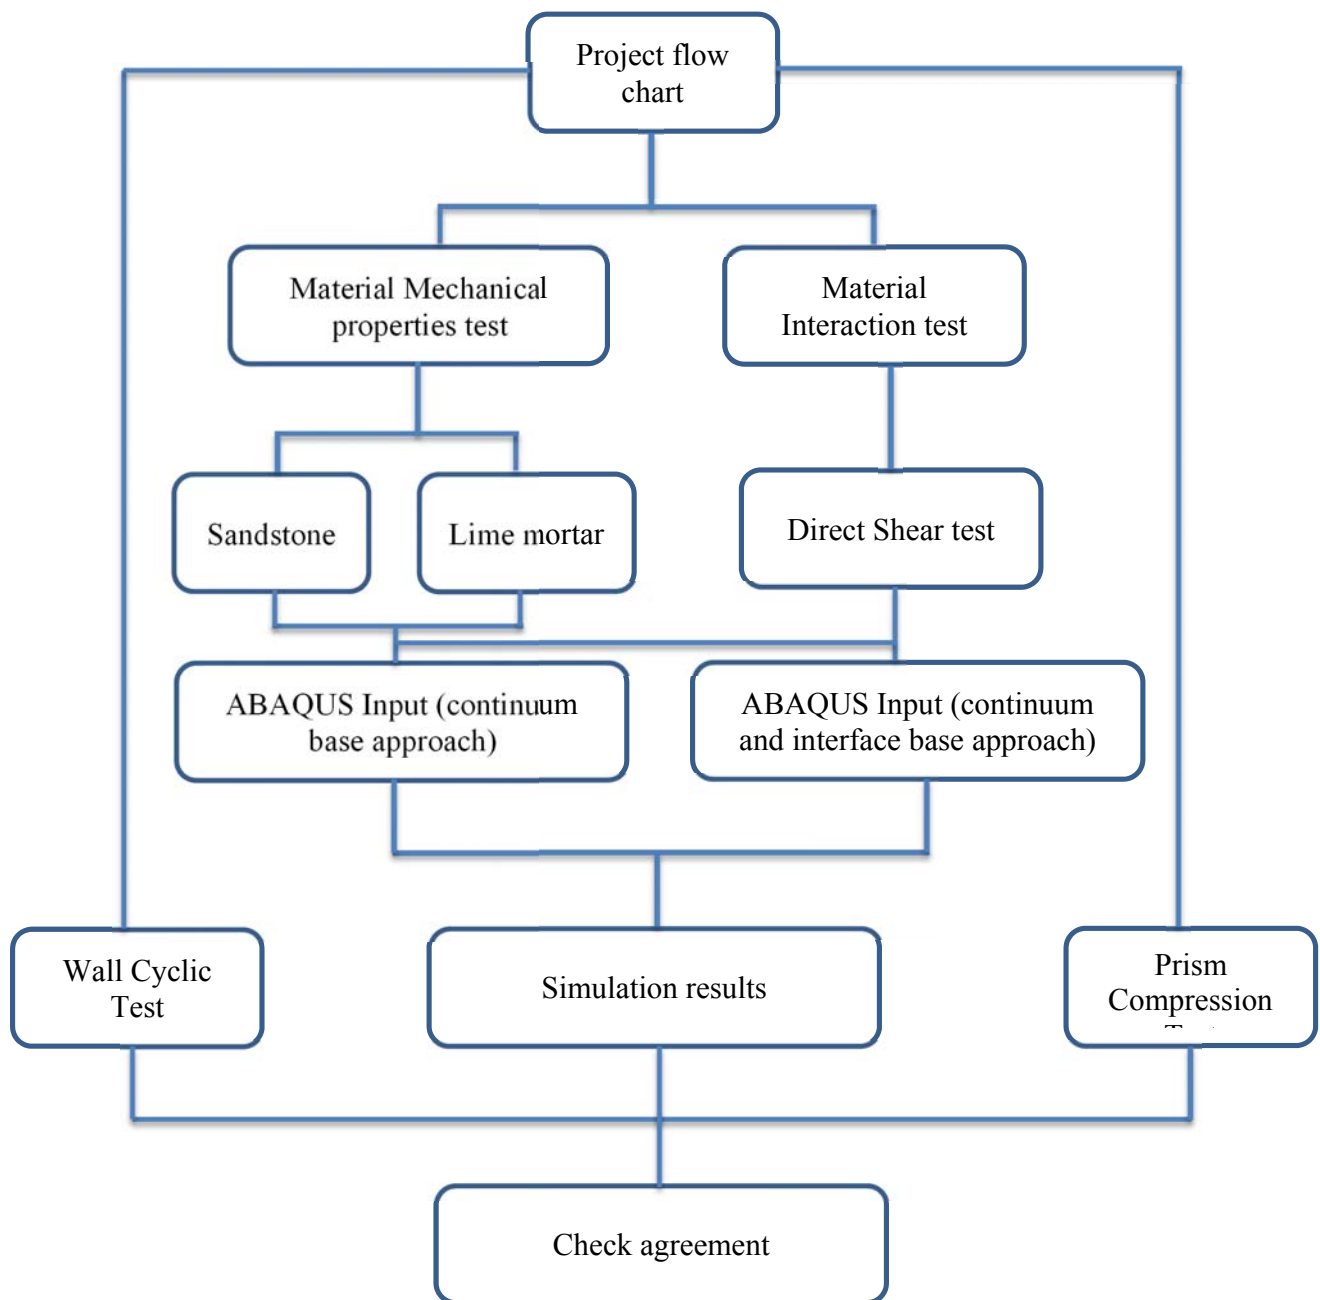 Project flow
chart
Material Mechanical
properties test
Material
Interaction test
Sandstone
Lime mortar
Direct Shear test
ABAQUS Input (continuum
base approach)
ABAQUS Input (continuum
and interface base approach)
Wall Cyclic
Test
Simulation results
Prism
Compression
Check agreement